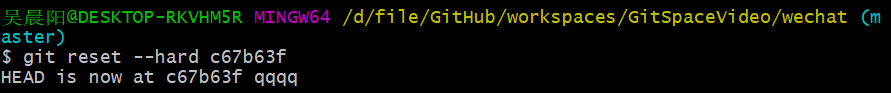 吴晨阳@DESKTOP-RKVHM5R MINGW64 /d/file/GitHub/workspaces/GitSpaceVideo/wechat (m
aster)
$ git reset --hard c67b63f
HEAD is now at c67b63f qqqq